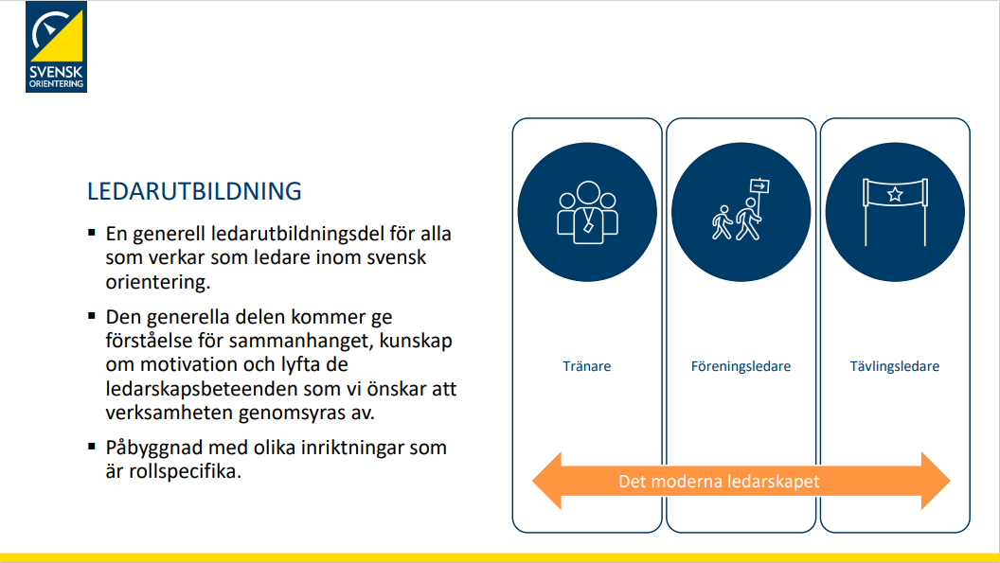 SVENSK
ORIENTERING
LEDARUTBILDNING
▪ En generell ledarutbildningsdel för alla
som verkar som ledare inom svensk
orientering.
▪ Den generella delen kommer ge
förståelse för sammanhanget, kunskap
om motivation och lyfta de
ledarskapsbeteenden som vi önskar att
verksamheten genomsyras av.
▪ Påbyggnad med olika inriktningar som
är rollspecifika.
Tränare
Föreningsledare
Tävlingsledare
Det moderna ledarskapet